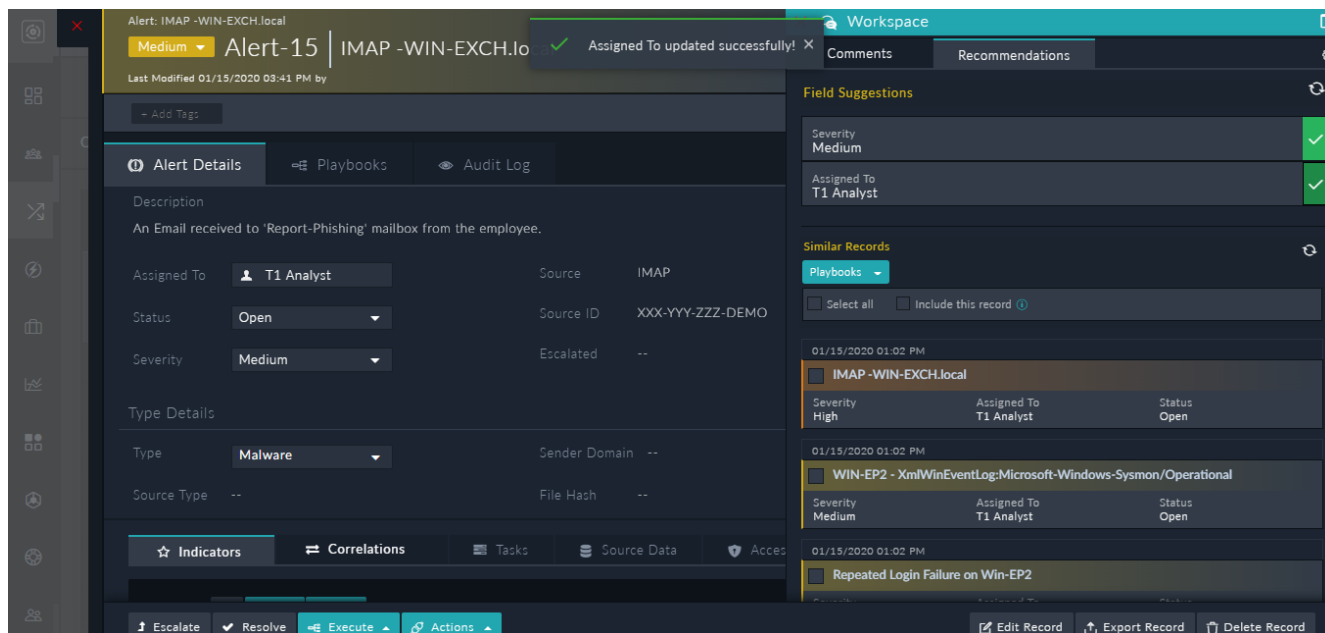 Alert: IMAP -WIN-EXCH.local
Medium Alert-15 IMAP -WIN-EXCH.lo
Last Modified 01/15/2020 03:41 PM by
Assigned To updated successfully!
+ Add Tags
Alert Details Playbooks Audit Log
Description
An Email received to 'Report-Phishing' mailbox from the employee.
Assigned To T1 Analyst Source IMAP
Status Open Source ID XXX-YYY-ZZZ-DEMO
Severity Medium Escalated --
Type Details
Type Malware Sender Domain --
Source Type -- File Hash --
Indicators Correlations Tasks Source Data Acces
Escalate Resolve Execute Actions Edit Record Export Record Delete Record
Workspace
Comments Recommendations
Field Suggestions
Severity
Medium
Assigned To
T1 Analyst
Similar Records
Playbooks
Select all Include this record
01/15/2020 01:02 PM
IMAP -WIN-EXCH.local
Severity Assigned To Status
High T1 Analyst Open
01/15/2020 01:02 PM
WIN-EP2 - XmlWinEventLog:Microsoft-Windows-Sysmon/Operational
Severity Assigned To Status
Medium T1 Analyst Open
01/15/2020 01:02 PM
Repeated Login Failure on Win-EP2